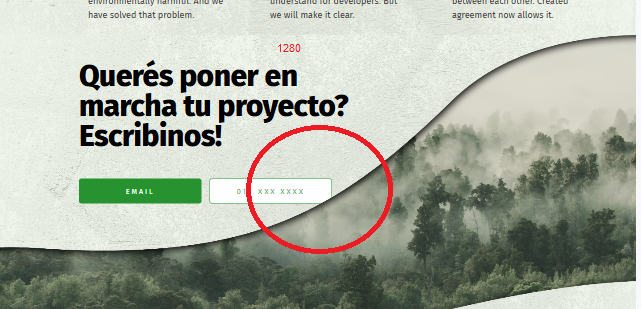 environmentally harmful. And we
have solved that problem.
understand for developers. But
we will make it clear.
between each other. Created
agreement now allows it.
1280
Querés poner en
marcha tu proyecto?
Escribinos!
EMAIL
XXX XXXX